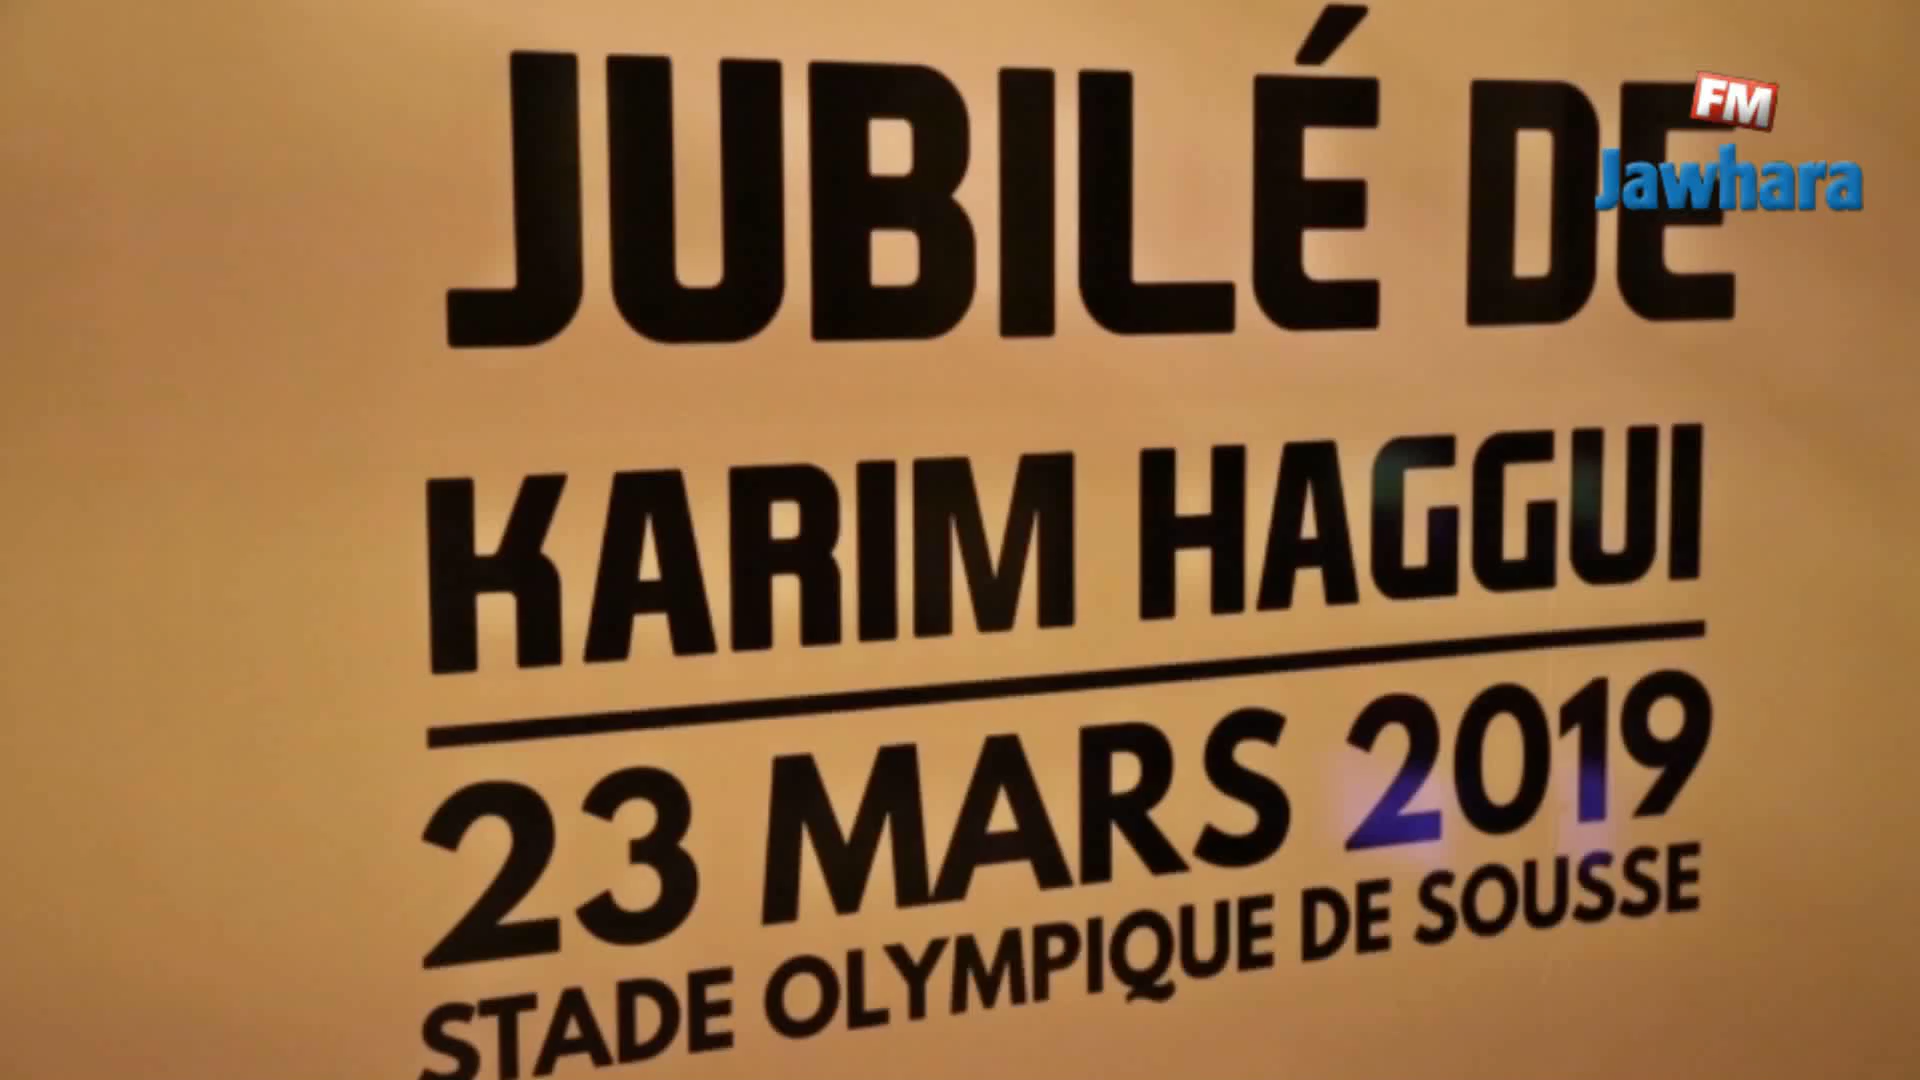 JUBILÉ DE
FM
Jawhara
KARIM HAGGUI
23 MARS 2019
STADE OLYMPIQUE DE SOUSSE